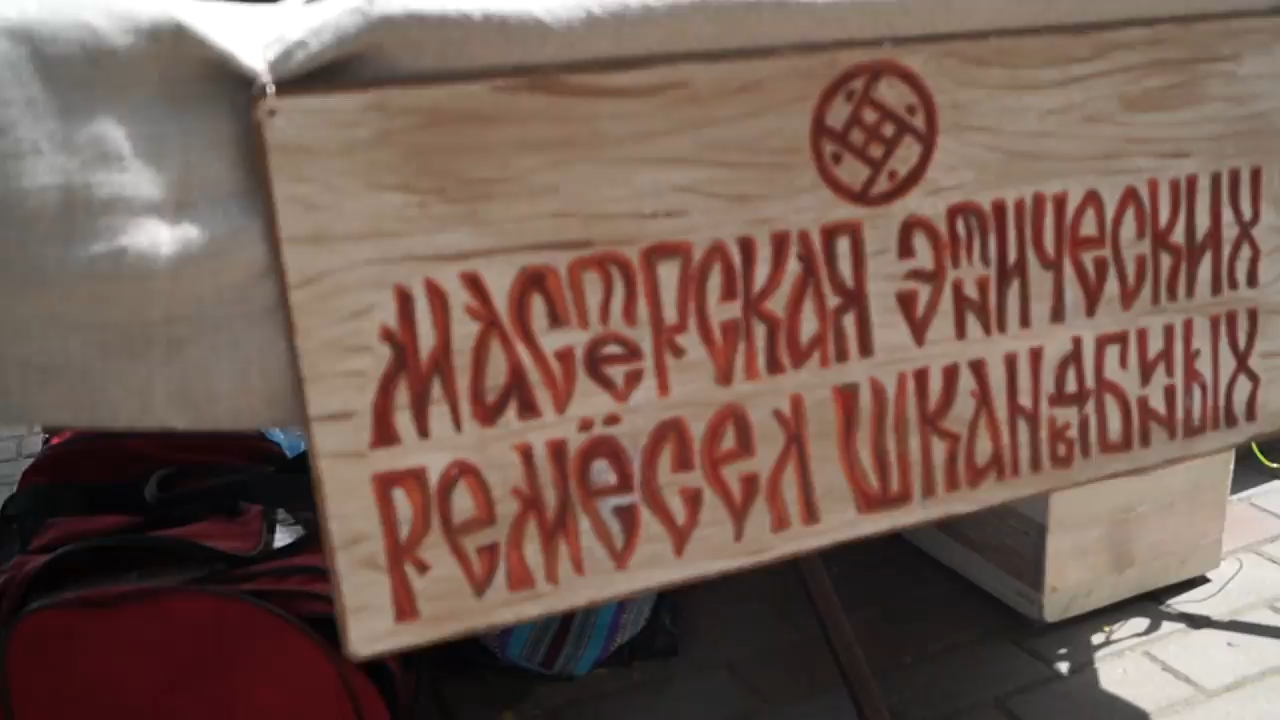 мастерская этнических
ремёсел шкандыбиных